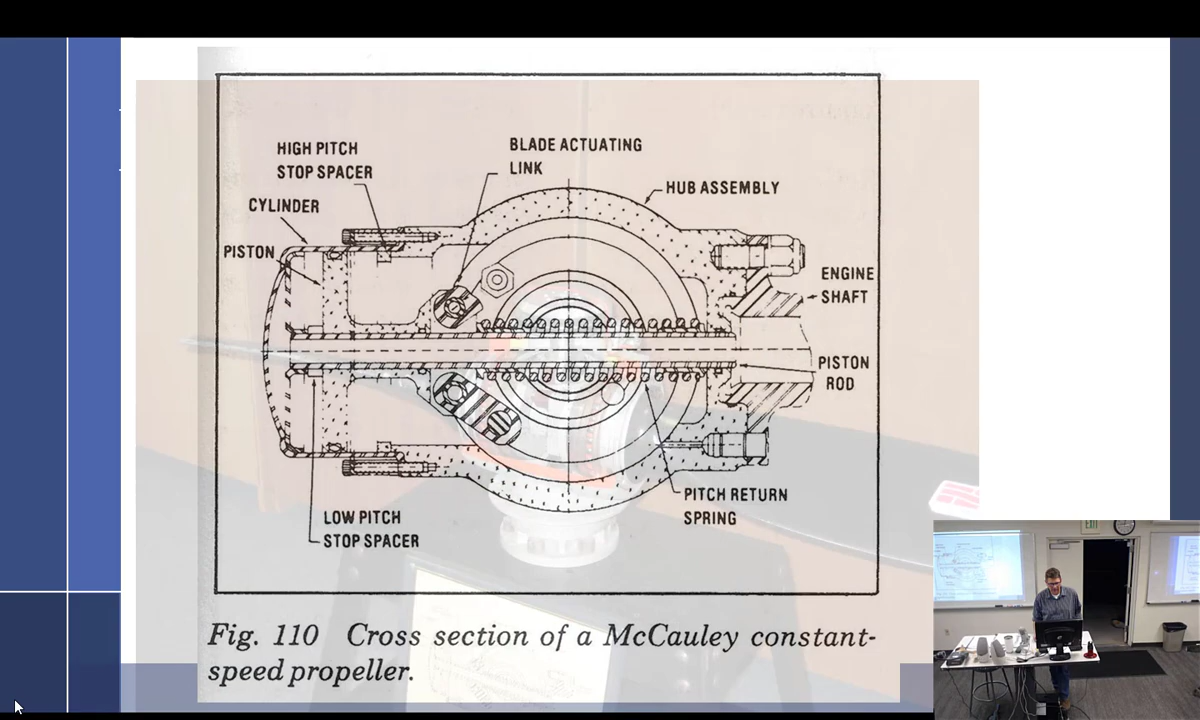 HIGH PITCH
STOP SPACER
BLADE ACTUATING
LINK
HUB ASSEMBLY
CYLINDER
PISTON
ENGINE
SHAFT
PISTON
ROD
PITCH RETURN
SPRING
LOW PITCH
STOP SPACER
Fig. 110 Cross section of a McCauley constant-
speed propeller.
EXIT